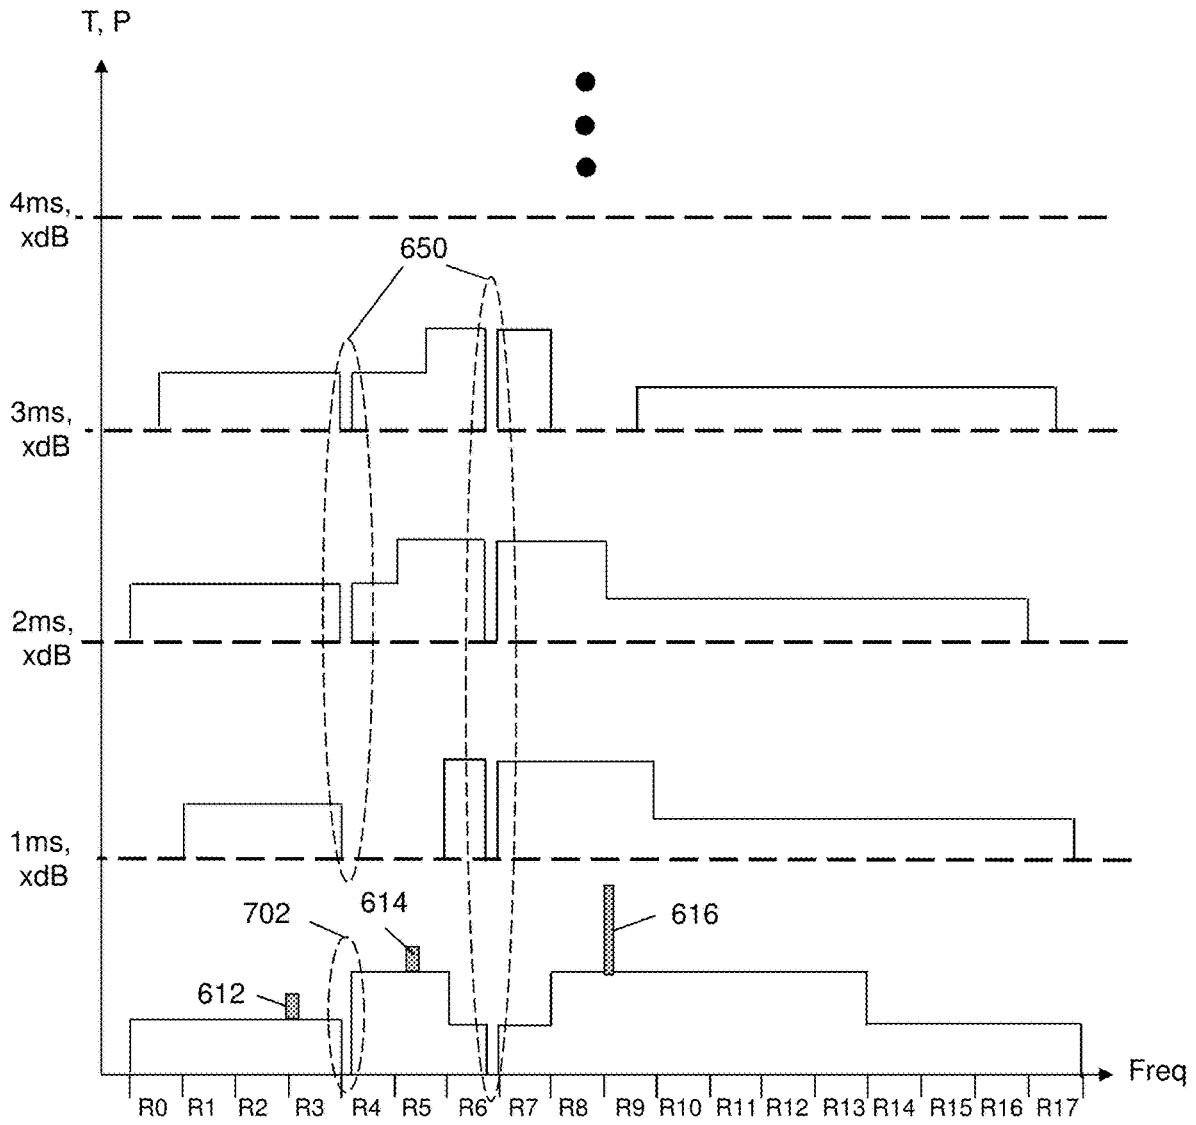 T, P
4ms,
xdB
650
3ms,
xdB
2ms,
xdB
1ms,
xdB
702
614
616
612
Freq
R0 R1 R2 R3 R4 R5 R6 R7 R8 R9 R10 R11 R12 R13 R14 R15 R16 R17